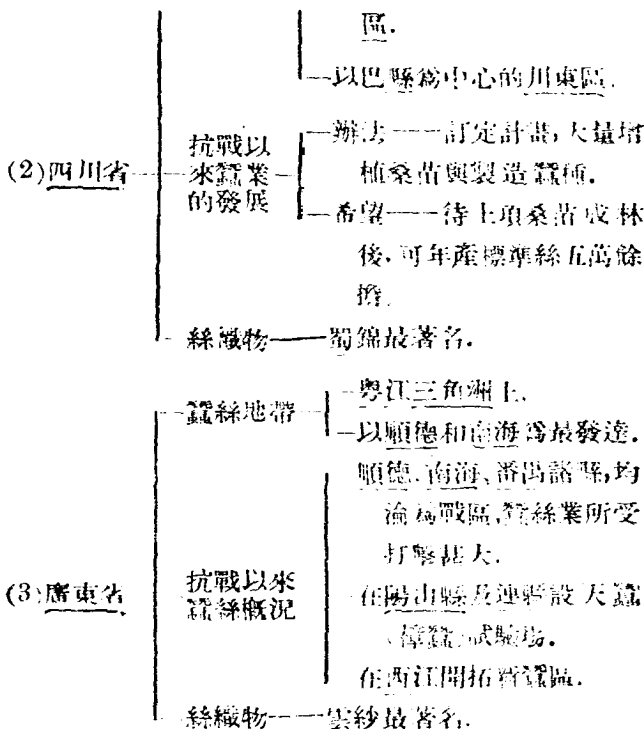 區.
以巴縣爲中心的川東區.
(2)四川省
抗戰以
來蠶業
的發展
辦法——訂定計畫,大量增
植桑苗與製造蠶種.
希望——待上項桑苗成林
後,可年產標準絲五萬餘
擔.
絲織物——蜀錦最著名.
(3)廣東省
蠶絲地帶
粵江三角洲上.
以順德和南海爲最發達.
抗戰以來
蠶絲概況
順德、南海、番禺諸縣,均
淪爲戰區,蠶絲業所受
打擊甚大.
在陽山縣及連縣設天蠶
(樟蠶)試驗場.
在西江開拓新蠶區.
絲織物——雲紗最著名.